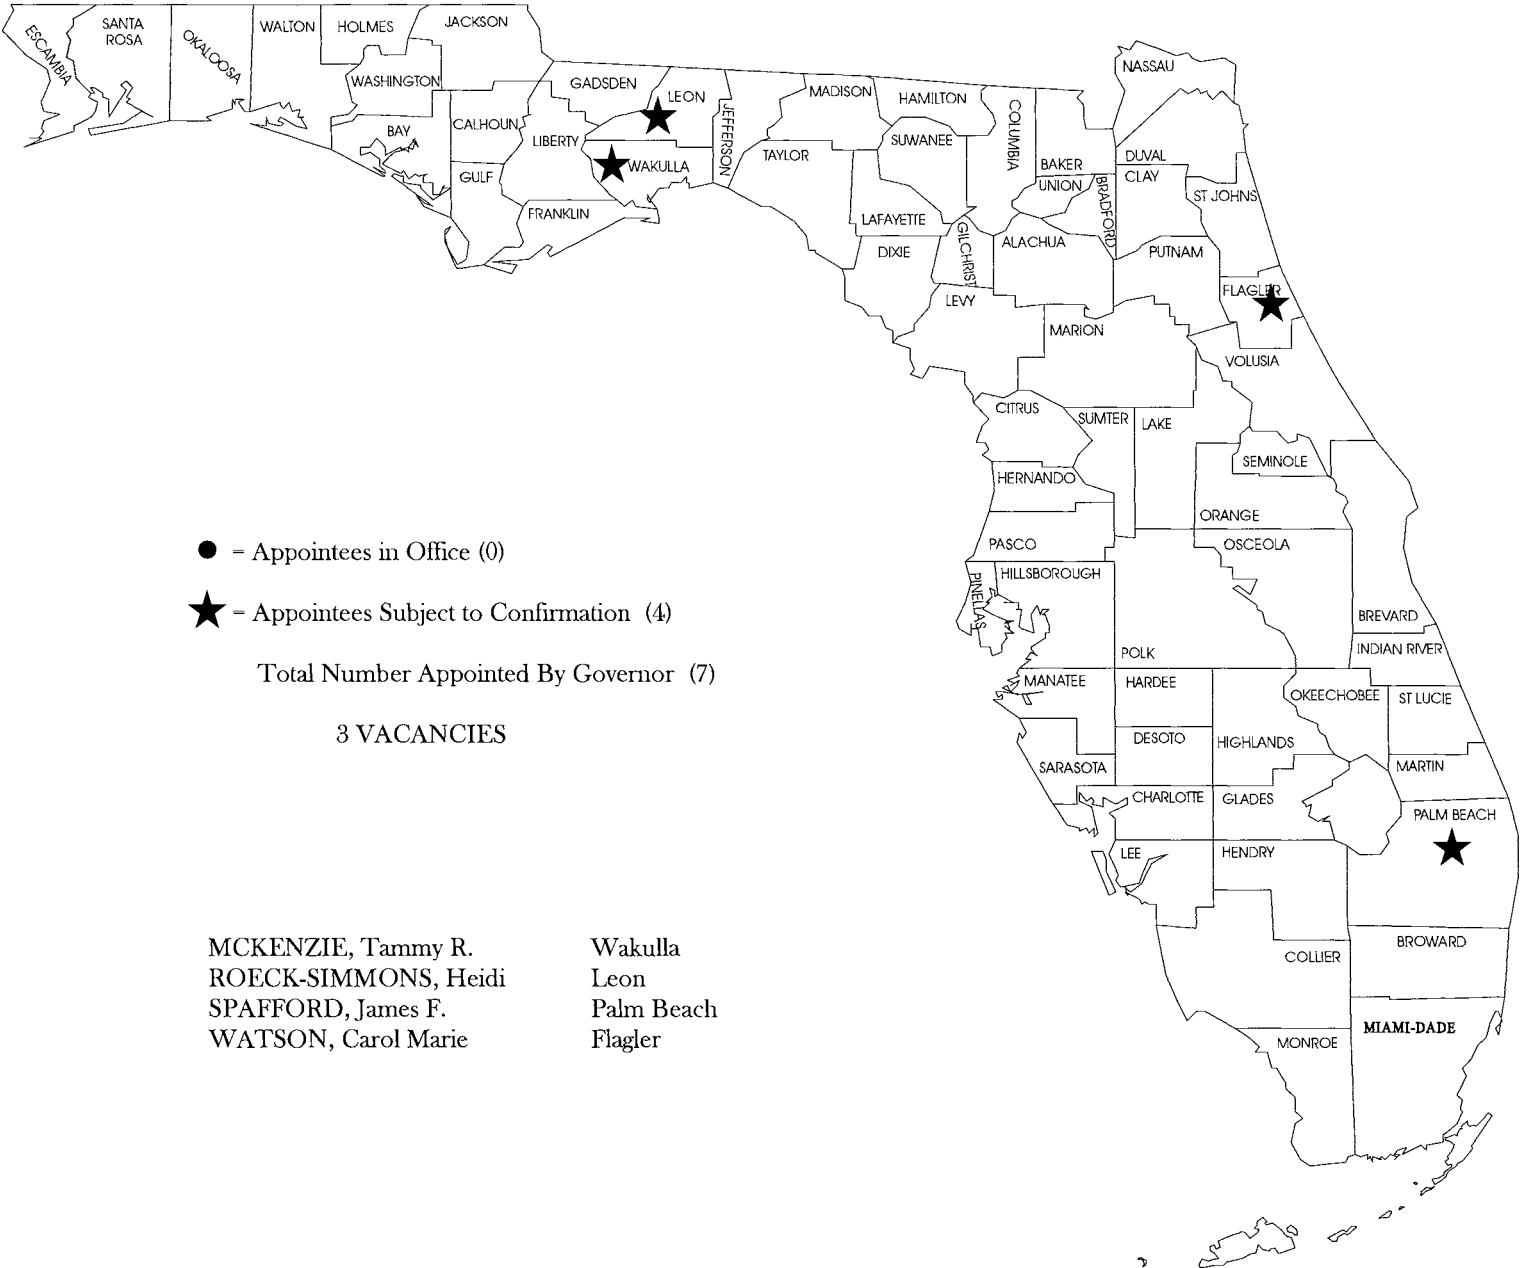 ESCAMBIA
SANTA
ROSA
OKALOOSA
WALTON
HOLMES
JACKSON
WASHINGTON
BAY
CALHOUN
GULF
LIBERTY
GADSDEN
LEON
WAKULLA
FRANKLIN
JEFFERSON
MADISON
TAYLOR
HAMILTON
SUWANEE
LAFAYETTE
DIXIE
COLUMBIA
GILCHRIST
BAKER
UNION
BRADFORD
ALACHUA
LEVY
NASSAU
DUVAL
CLAY
ST JOHNS
PUTNAM
FLAGLER
MARION
VOLUSIA
CITRUS
SUMTER
LAKE
SEMINOLE
HERNANDO
ORANGE
PASCO
OSCEOLA
HILLSBOROUGH
PINELLAS
BREVARD
INDIAN RIVER
POLK
MANATEE
HARDEE
OKEECHOBEE
ST LUCIE
DESOTO
HIGHLANDS
SARASOTA
MARTIN
CHARLOTTE
GLADES
PALM BEACH
LEE
HENDRY
BROWARD
COLLIER
MIAMI-DADE
MONROE
= Appointees in Office (0)
= Appointees Subject to Confirmation (4)
Total Number Appointed By Governor (7)
3 VACANCIES
MCKENZIE, Tammy R. Wakulla
ROECK-SIMMONS, Heidi Leon
SPAFFORD, James F. Palm Beach
WATSON, Carol Marie Flagler